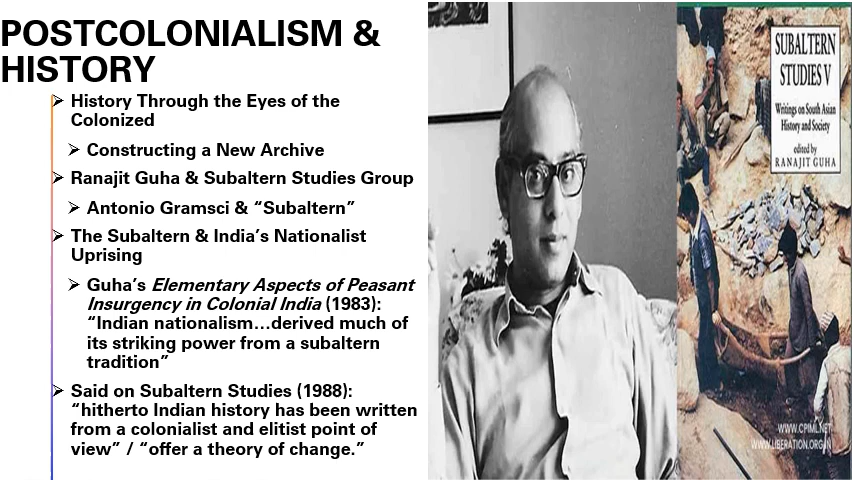 POSTCOLONIALISM &
HISTORY
➢ History Through the Eyes of the
Colonized
➢ Constructing a New Archive
➢ Ranajit Guha & Subaltern Studies Group
➢ Antonio Gramsci & “Subaltern”
➢ The Subaltern & India’s Nationalist
Uprising
➢ Guha’s Elementary Aspects of Peasant
Insurgency in Colonial India (1983):
“Indian nationalism…derived much of
its striking power from a subaltern
tradition”
➢ Said on Subaltern Studies (1988):
“hitherto Indian history has been written
from a colonialist and elitist point of
view” / “offer a theory of change.”
SUBALTERN
STUDIES V
Writings on South Asian
History and Society
edited by
RANAJIT GUHA
WWW.CPIML.NET
WWW.LIBERATION.ORG.IN